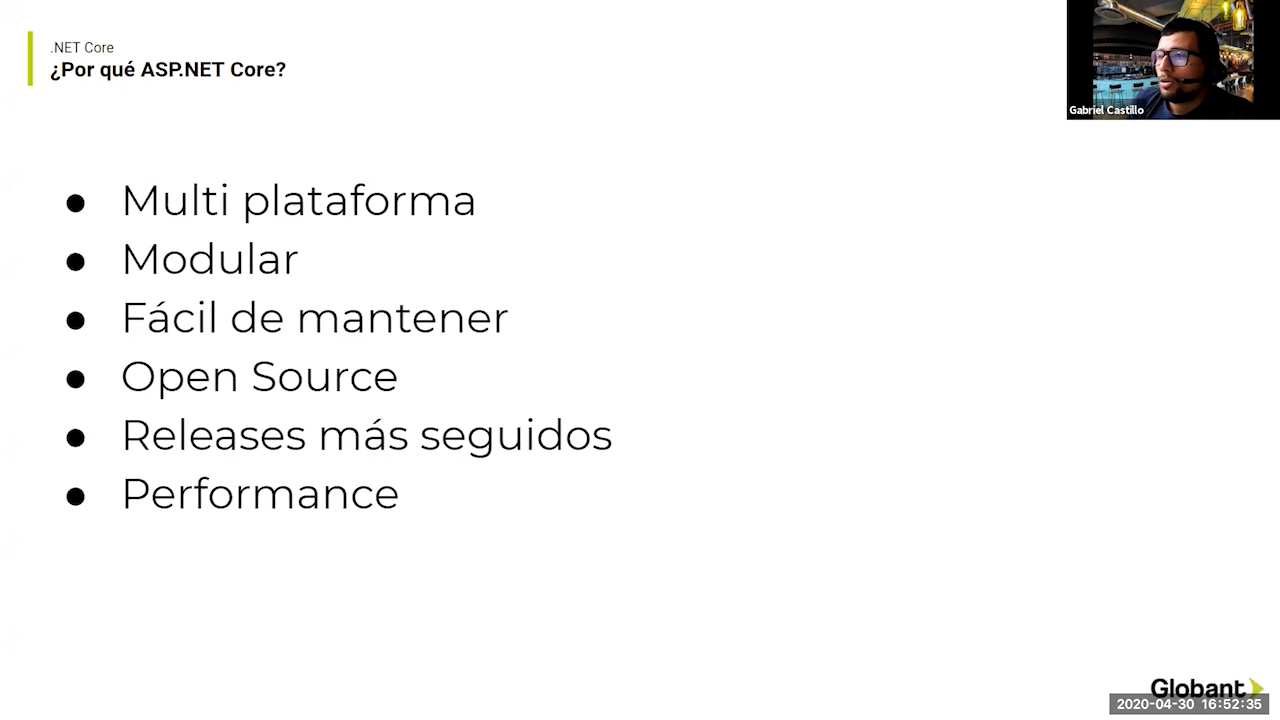 .NET Core
¿Por qué ASP.NET Core?
Gabriel Castillo
● Multi plataforma
● Modular
● Fácil de mantener
● Open Source
● Releases más seguidos
● Performance
Globant
2020-04-30 16:52:35